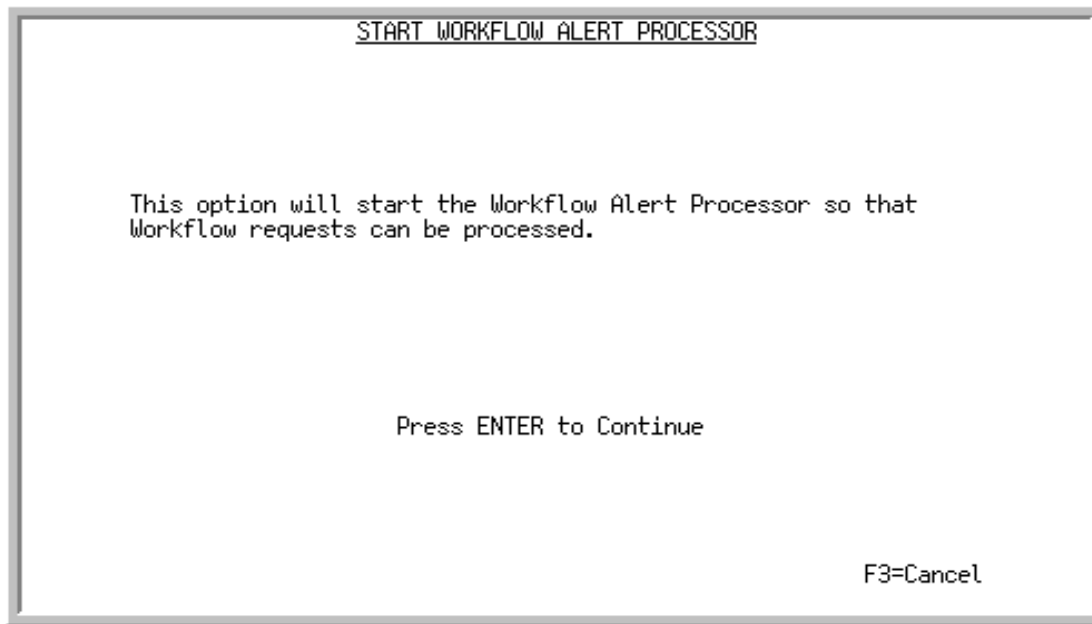 START WORKFLOW ALERT PROCESSOR
This option will start the Workflow Alert Processor so that
Workflow requests can be processed.
Press ENTER to Continue
F3=Cancel